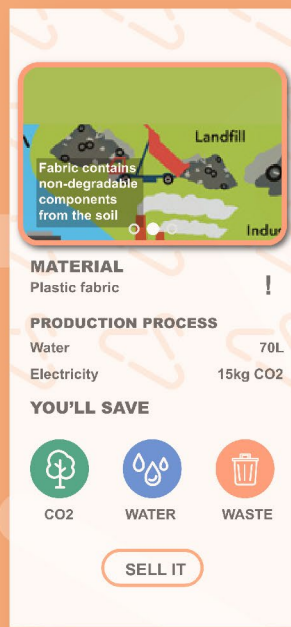 Landfill
Fabric contains
non-degradable
components
from the soil
MATERIAL
Plastic fabric !
PRODUCTION PROCESS
Water 70L
Electricity 15kg CO2
YOU'LL SAVE
CO2 WATER WASTE
SELL IT